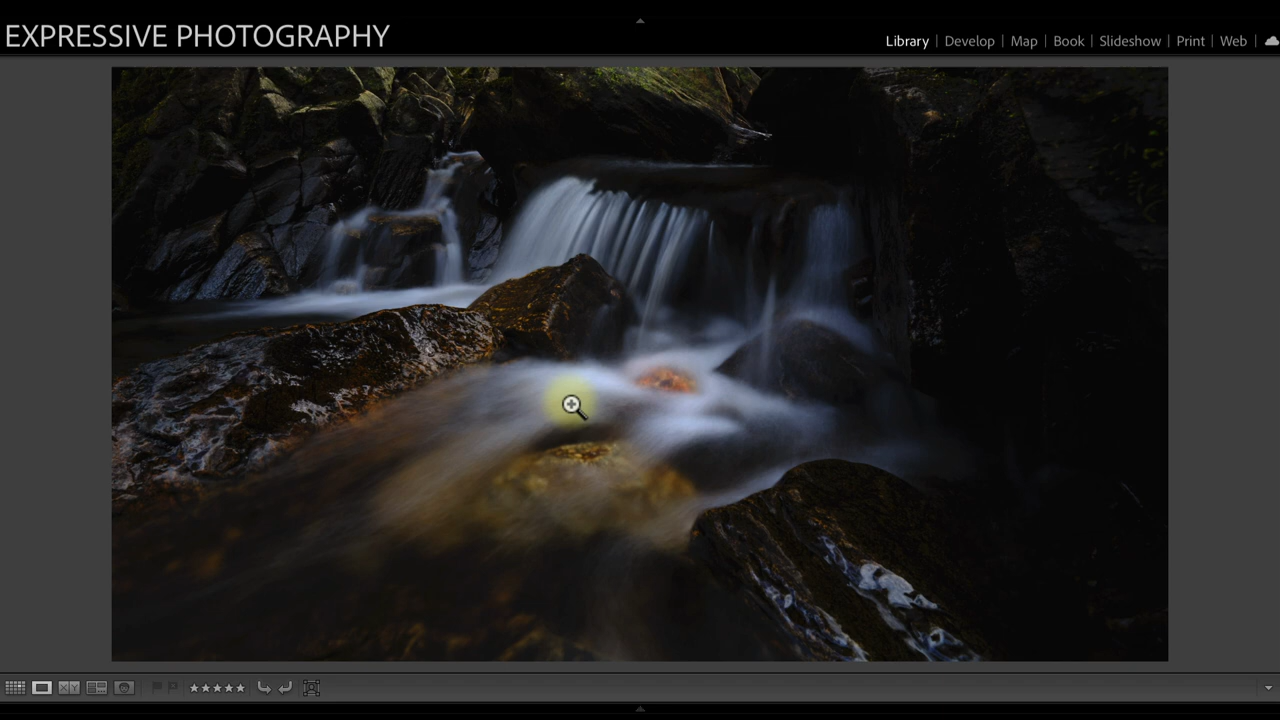 EXPRESSIVE PHOTOGRAPHY
Library | Develop | Map | Book | Slideshow | Print | Web |
X Y